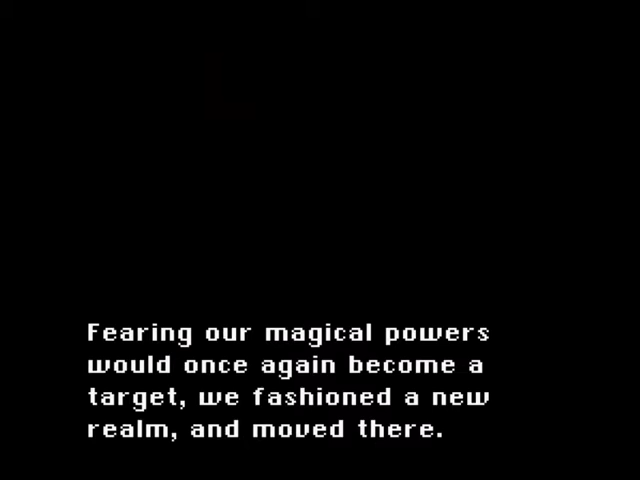 Fearing our magical powers
would once again become a
target, we fashioned a new
realm, and moved there.